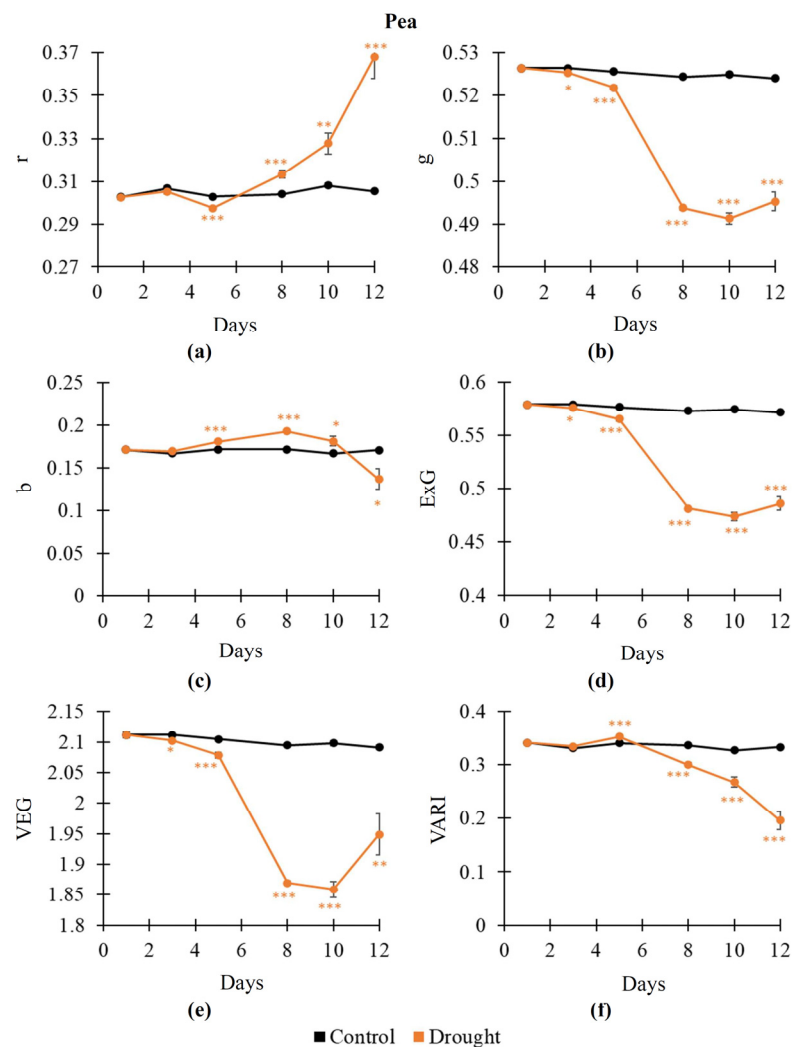 Pea
r
0.37
0.35
0.33
0.31
0.29
0.27
***
**
***
***
0 2 4 6 8 10 12
Days
(a)
g
0.53
0.52
0.51
0.5
0.49
0.48
*
***
***
***
***
0 2 4 6 8 10 12
Days
(b)
b
0.25
0.2
0.15
0.1
0.05
0
***
***
*
*
0 2 4 6 8 10 12
Days
(c)
ExG
0.6
0.55
0.5
0.45
0.4
*
***
***
***
***
0 2 4 6 8 10 12
Days
(d)
VEG
2.15
2.1
2.05
2
1.95
1.9
1.85
1.8
*
***
***
***
**
0 2 4 6 8 10 12
Days
(e)
VARI
0.4
0.3
0.2
0.1
0
***
***
***
***
0 2 4 6 8 10 12
Days
(f)
Control Drought